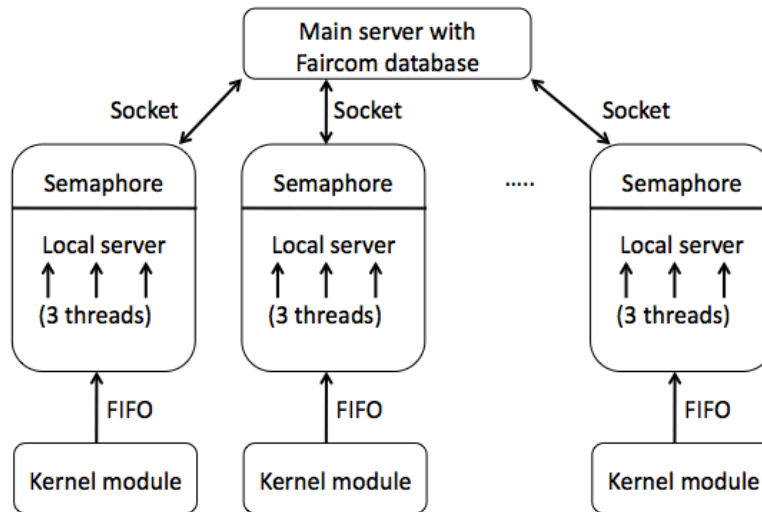 Main server with
Faircom database
Socket
Socket
Socket
Semaphore
Semaphore
.....
Semaphore
Local server
Local server
Local server
(3 threads)
(3 threads)
(3 threads)
FIFO
FIFO
FIFO
Kernel module
Kernel module
Kernel module